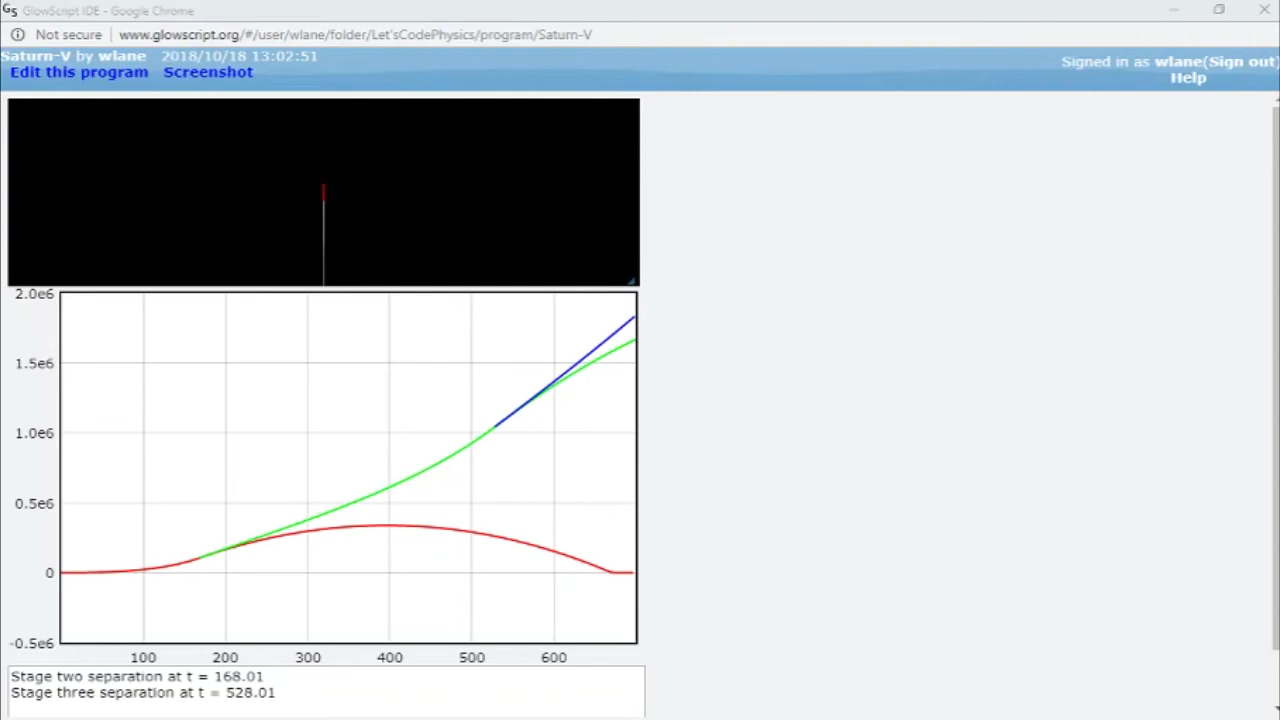 GS GlowScript IDE - Google Chrome
Not secure | www.glowscript.org/#/user/wlane/folder/Let'sCodePhysics/program/Saturn-V
Saturn-V by wlane 2018/10/18 13:02:51
Signed in as wlane(Sign out)
Edit this program Screenshot
Help
2.0e6
1.5e6
1.0e6
0.5e6
0
-0.5e6
100 200 300 400 500 600
Stage two separation at t = 168.01
Stage three separation at t = 528.01